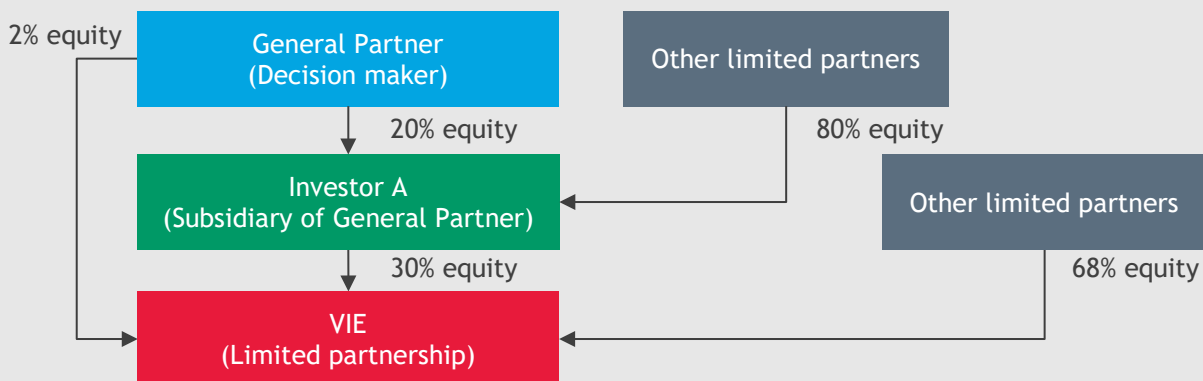 2% equity
General Partner
(Decision maker)
Other limited partners
20% equity
80% equity
Investor A
(Subsidiary of General Partner)
Other limited partners
30% equity
68% equity
VIE
(Limited partnership)